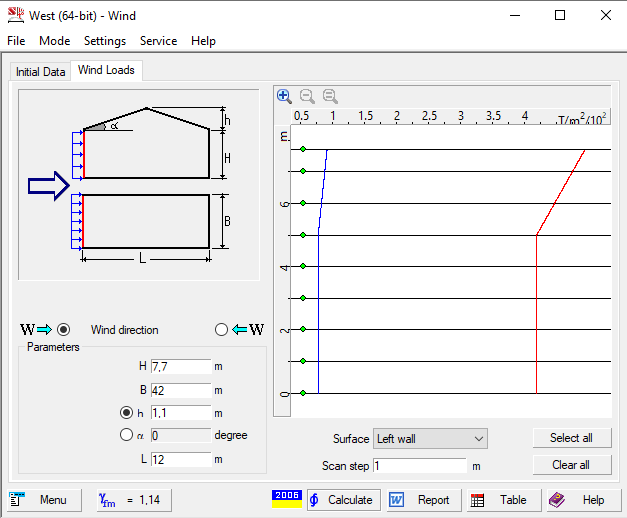 West (64-bit) - Wind
File Mode Settings Service Help
Initial Data Wind Loads
h
α
H
B
L
0.5 1 1.5 2 2.5 3 3.5 4 T/m²/10²
m
6
4
2
0
W Wind direction W
Parameters
H 7,7 m
B 42 m
h 1,1 m
α 0 degree
L 12 m
Surface Left wall Select all
Scan step 1 m Clear all
Menu γfm = 1,14 2006 Calculate Report Table Help